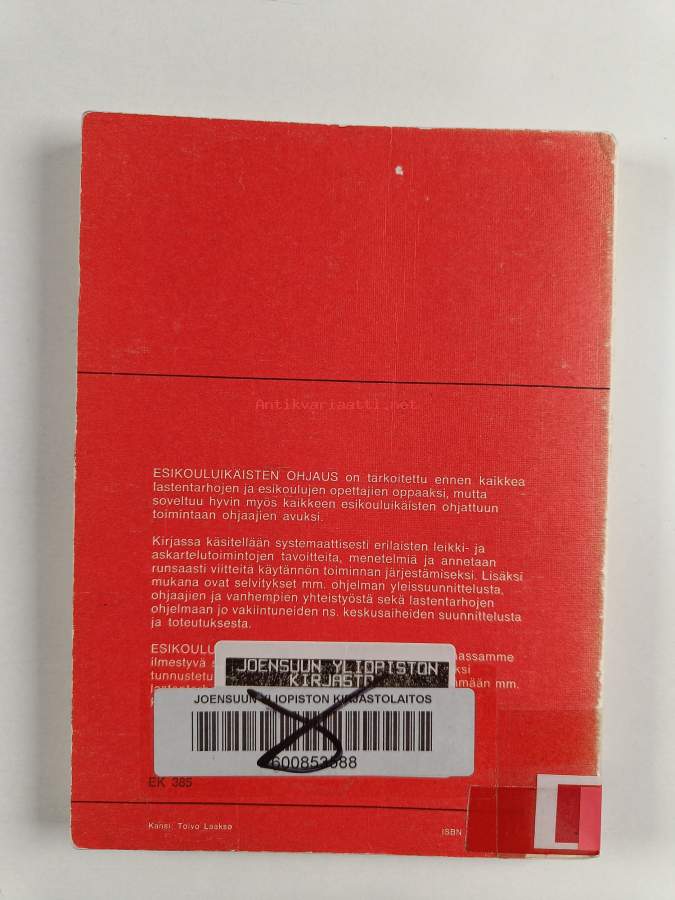 Antikvariaatti.net
ESIKOULUIKÄISTEN OHJAUS on tarkoitettu ennen kaikkea
lastentarhojen ja esikoulujen opettajien oppaaksi, mutta
soveltuu hyvin myös kaikkeen esikouluikäisten ohjattuun
toimintaan ohjaajien avuksi.
Kirjassa käsitellään systemaattisesti erilaisten leikki- ja
askartelutoimintojen tavoitteita, menetelmiä ja annetaan
runsaasti viitteitä käytännön toiminnan järjestämiseksi. Lisäksi
mukana ovat selvitykset mm. ohjelman yleissuunnittelusta,
ohjaajien ja vanhempien yhteistyöstä sekä lastentarhojen
ohjelmaan jo vakiintuneiden ns. keskusaiheiden suunnittelusta
ja toteutuksesta.
ilmestyvä
mm.
JOENSUUN YLIOPISTON
KIRJASTO
JOENSUUN YLIOPISTON KIRJASTOLAITOS
EK 385
Kansi: Toivo Laakso
ISBN